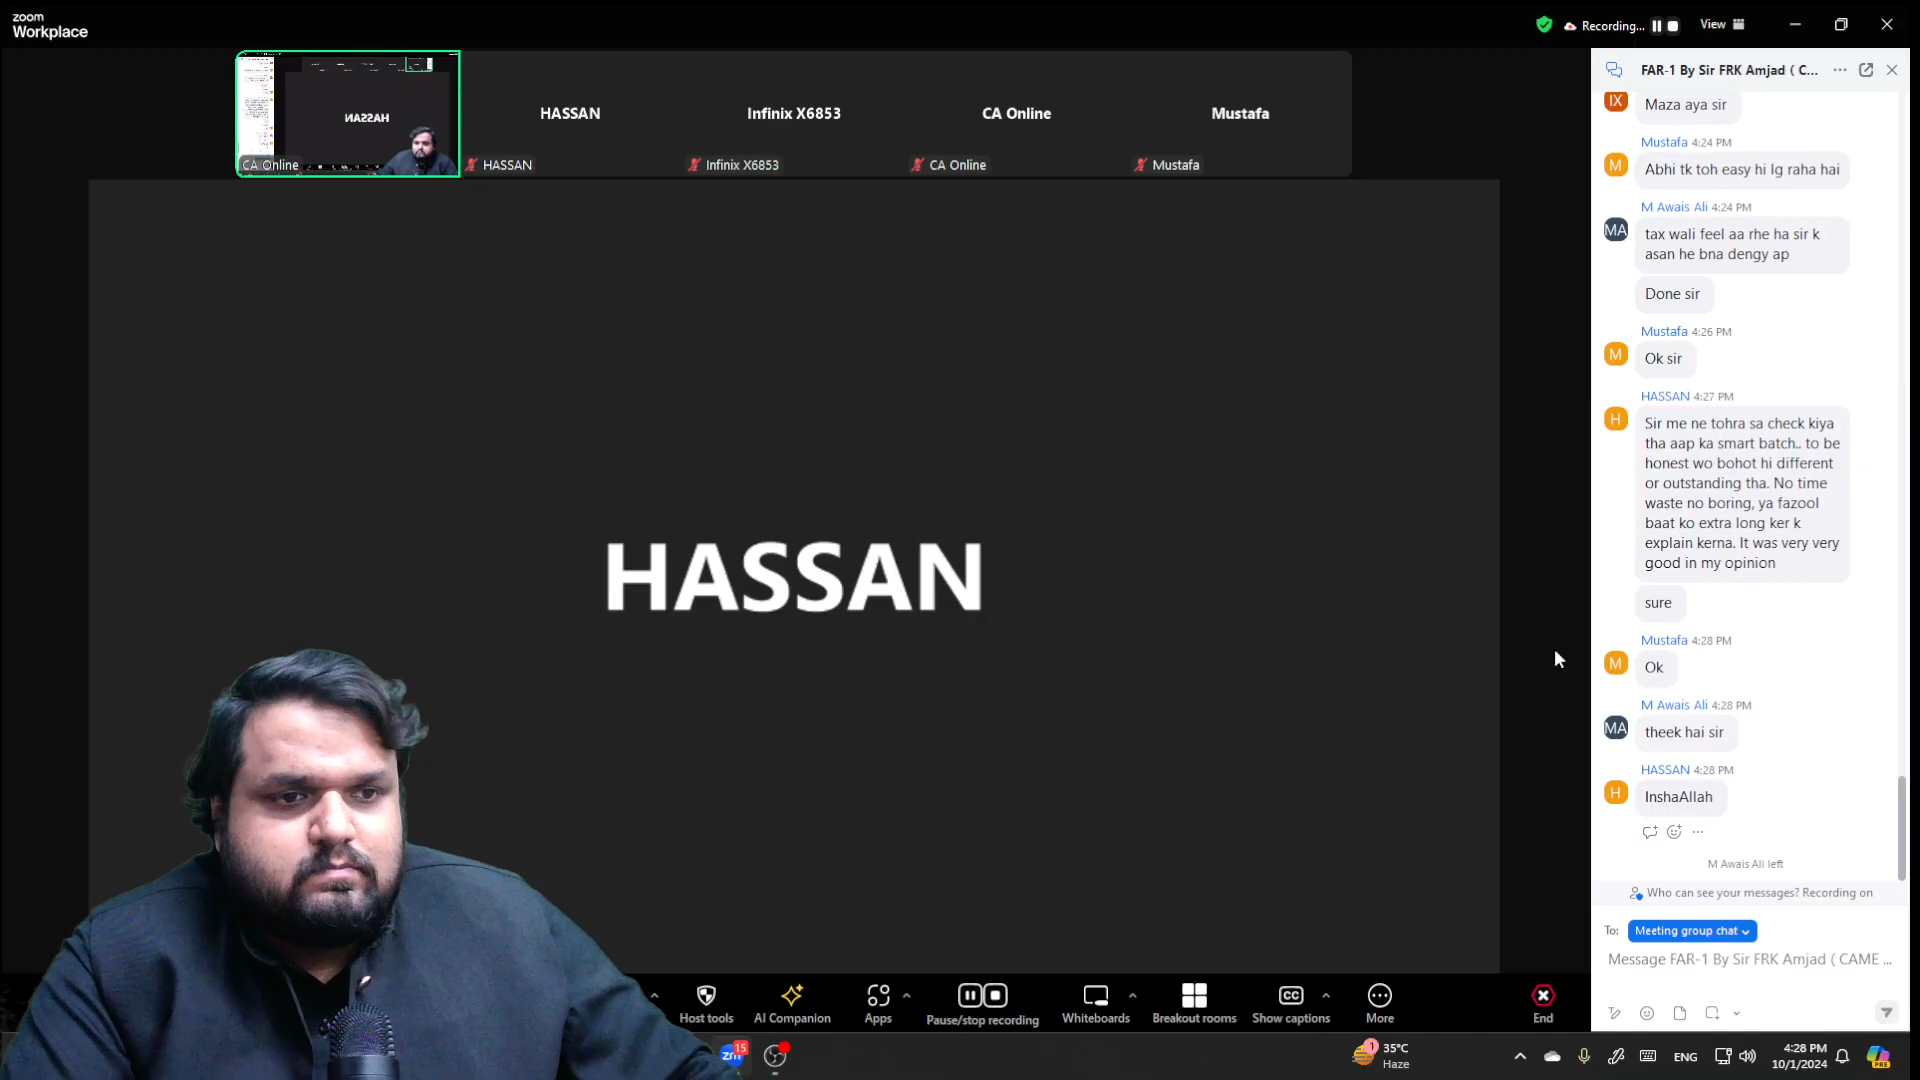 zoom
Workplace
Recording...
View
HASSAN
CA Online
HASSAN
HASSAN
Infinix X6853
Infinix X6853
CA Online
CA Online
Mustafa
Mustafa
HASSAN
FAR-1 By Sir FRK Amjad ( C...
IX
Maza aya sir
Mustafa 4:24 PM
M
Abhi tk toh easy hi lg raha hai
M Awais Ali 4:24 PM
MA
tax wali feel aa rhe ha sir k
asan he bna dengy ap
Done sir
Mustafa 4:26 PM
M
Ok sir
HASSAN 4:27 PM
H
Sir me ne tohra sa check kiya
tha aap ka smart batch.. to be
honest wo bohot hi different
or outstanding tha. No time
waste no boring, ya fazool
baat ko extra long ker k
explain kerna. It was very very
good in my opinion
sure
Mustafa 4:28 PM
M
Ok
M Awais Ali 4:28 PM
MA
theek hai sir
HASSAN 4:28 PM
H
InshaAllah
M Awais Ali left
Who can see your messages? Recording on
To: Meeting group chat
Message FAR-1 By Sir FRK Amjad ( CAME ...
Host tools
AI Companion
Apps
Pause/stop recording
Whiteboards
Breakout rooms
CC
Show captions
More
End
zm
15
1
35°C
Haze
ENG
4:28 PM
10/1/2024
PRE